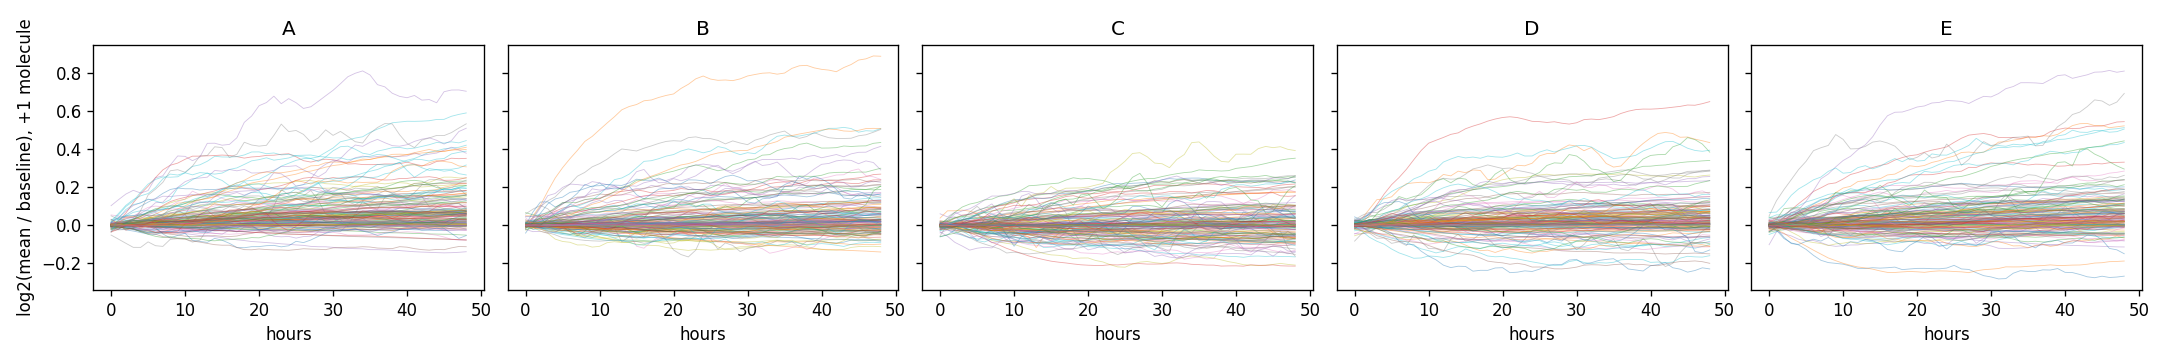 A B C D E
log2(mean / baseline), +1 molecule
0.8
0.6
0.4
0.2
0.0
−0.2
0 10 20 30 40 50 0 10 20 30 40 50 0 10 20 30 40 50 0 10 20 30 40 50 0 10 20 30 40 50
hours hours hours hours hours